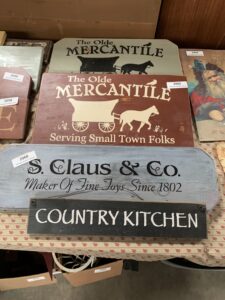 The Olde
MERCANTILE
The Olde
MERCANTILE
Serving Small Town Folks
S. Claus & Co.
Maker Of Fine Toys Since 1802
COUNTRY KITCHEN